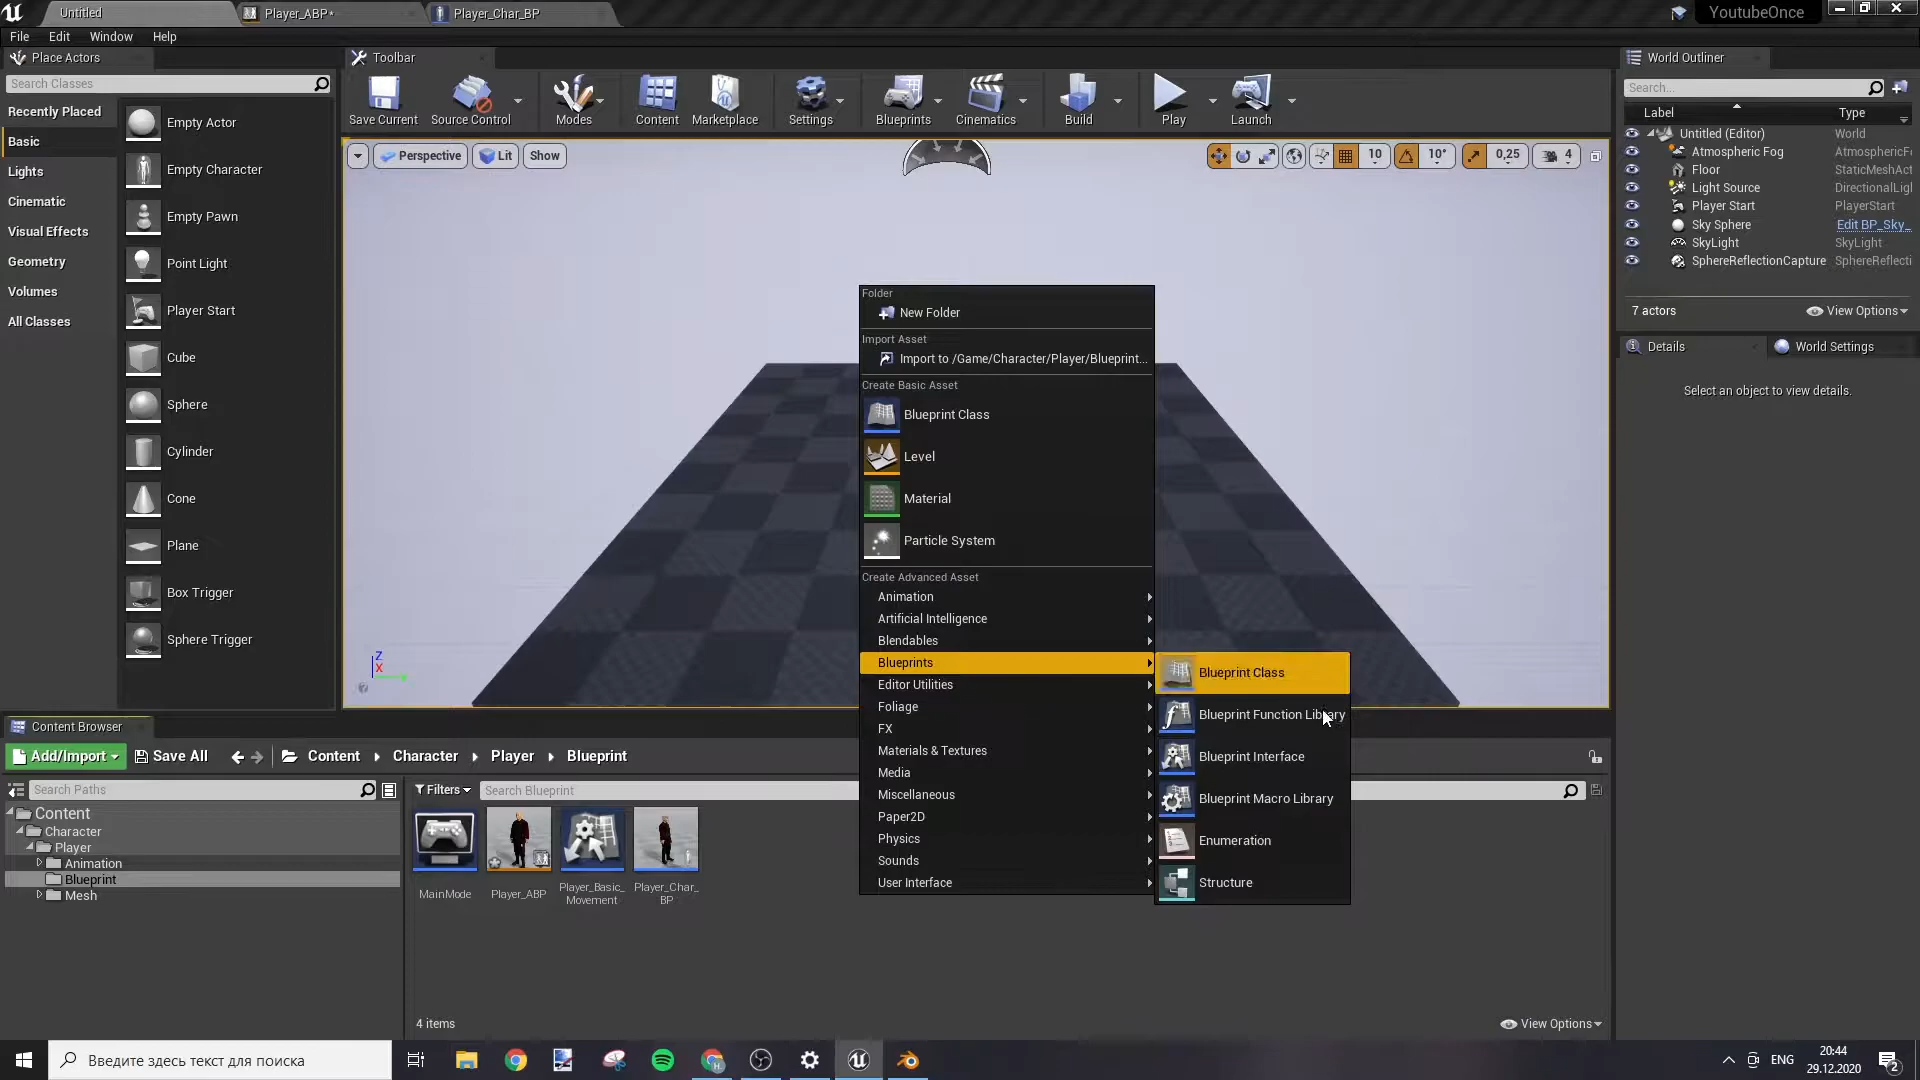 Untitled
Player_ABP*
Player_Char_BP
YoutubeOnce
File Edit Window Help
Place Actors
Search Classes
Recently Placed
Basic
Lights
Cinematic
Visual Effects
Geometry
Volumes
All Classes
Empty Actor
Empty Character
Empty Pawn
Point Light
Player Start
Cube
Sphere
Cylinder
Cone
Plane
Box Trigger
Sphere Trigger
Toolbar
Save Current
Source Control
Modes
Content
Marketplace
Settings
Blueprints
Cinematics
Build
Play
Launch
Perspective
Lit
Show
10
10°
0,25
4
Z
X
World Outliner
Search...
Label Type
Untitled (Editor) World
Atmospheric Fog AtmosphericF
Floor StaticMeshAct
Light Source DirectionalLigl
Player Start PlayerStart
Sky Sphere Edit BP_Sky_
SkyLight SkyLight
SphereReflectionCapture SphereReflecti
7 actors
View Options
Details
World Settings
Select an object to view details.
Folder
New Folder
Import Asset
Import to /Game/Character/Player/Blueprint...
Create Basic Asset
Blueprint Class
Level
Material
Particle System
Create Advanced Asset
Animation
Artificial Intelligence
Blendables
Blueprints
Editor Utilities
Foliage
FX
Materials & Textures
Media
Miscellaneous
Paper2D
Physics
Sounds
User Interface
Blueprint Class
Blueprint Function Library
Blueprint Interface
Blueprint Macro Library
Enumeration
Structure
Content Browser
Add/Import
Save All
Content
Character
Player
Blueprint
Search Paths
Content
Character
Player
Animation
Blueprint
Mesh
Filters
Search Blueprint
MainMode
Player_ABP
Player_Basic_
Movement
Player_Char_
BP
4 items
View Options
Введите здесь текст для поиска
ENG
20:44
29.12.2020
2